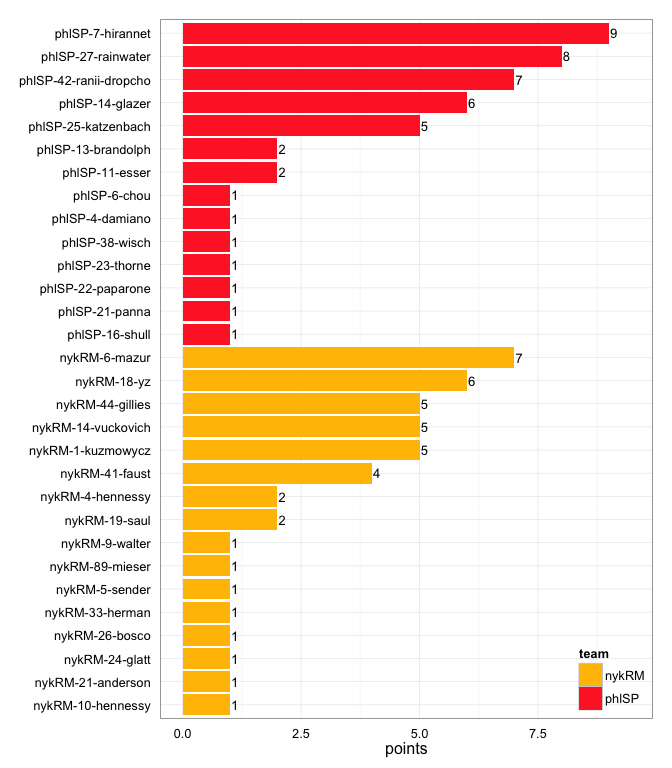 phlSP-7-hirannet 9
phlSP-27-rainwater 8
phlSP-42-ranii-dropcho 7
phlSP-14-glazer 6
phlSP-25-katzenbach 5
phlSP-13-brandolph 2
phlSP-11-esser 2
phlSP-6-chou 1
phlSP-4-damiano 1
phlSP-38-wisch 1
phlSP-23-thorne 1
phlSP-22-paparone 1
phlSP-21-panna 1
phlSP-16-shull 1
nykRM-6-mazur 7
nykRM-18-yz 6
nykRM-44-gillies 5
nykRM-14-vuckovich 5
nykRM-1-kuzmowycz 5
nykRM-41-faust 4
nykRM-4-hennessy 2
nykRM-19-saul 2
nykRM-9-walter 1
nykRM-89-mieser 1
nykRM-5-sender 1
nykRM-33-herman 1
nykRM-26-bosco 1
nykRM-24-glatt 1
nykRM-21-anderson 1
nykRM-10-hennessy 1
team
nykRM
phlSP
0.0 2.5 5.0 7.5
points